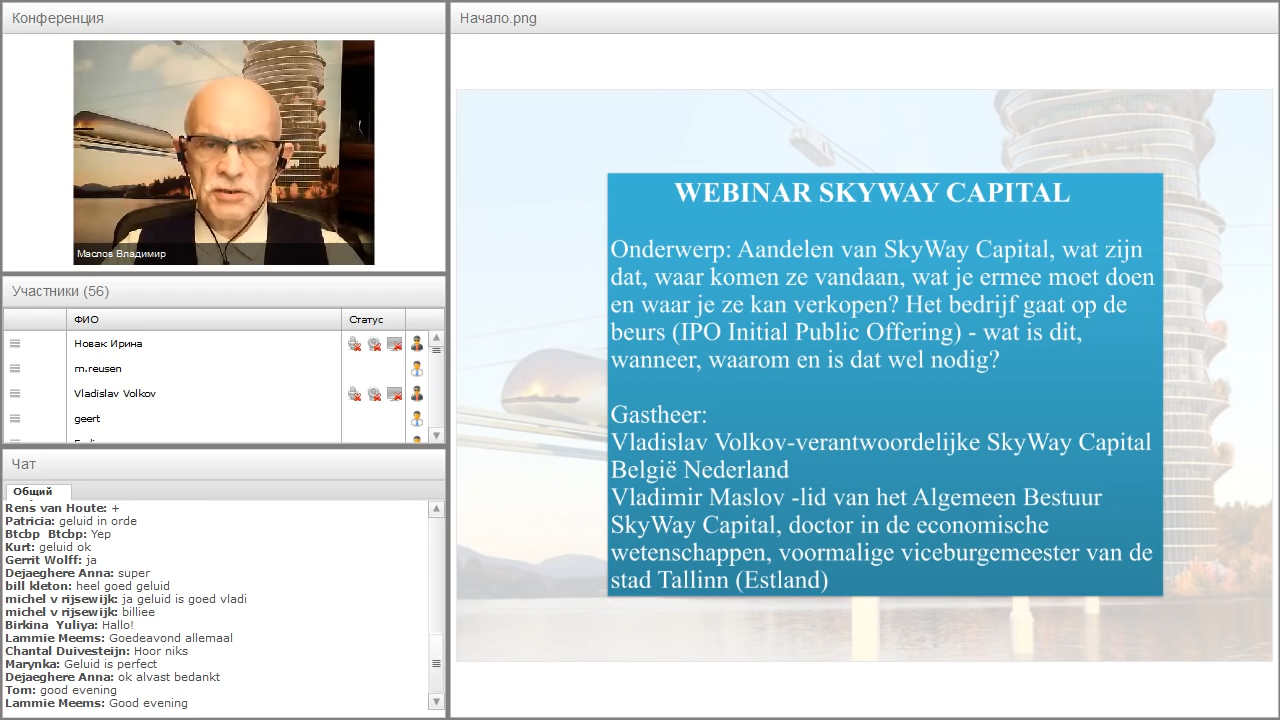 Конференция
Маслов Владимир
Участники (56)
ФИО
Статус
Новак Ирина
m.reusen
Vladislav Volkov
geert
Чат
Общий
Rens van Houte: +
Patricia: geluid in orde
Btcbp Btcbp: Yep
Kurt: geluid ok
Gerrit Wolff: ja
Dejaeghere Anna: super
bill kleton: heel goed geluid
michel v rijsewijk: ja geluid is goed vladi
michel v rijsewijk: billiee
Birkina Yuliya: Hallo!
Lammie Meems: Goedeavond allemaal
Chantal Duivesteijn: Hoor niks
Marynka: Geluid is perfect
Dejaeghere Anna: ok alvast bedankt
Tom: good evening
Lammie Meems: Good evening
Начало.png
WEBINAR SKYWAY CAPITAL
Onderwerp: Aandelen van SkyWay Capital, wat zijn
dat, waar komen ze vandaan, wat je ermee moet doen
en waar je ze kan verkopen? Het bedrijf gaat op de
beurs (IPO Initial Public Offering) - wat is dit,
wanneer, waarom en is dat wel nodig?
Gastheer:
Vladislav Volkov-verantwoordelijke SkyWay Capital
België Nederland
Vladimir Maslov -lid van het Algemeen Bestuur
SkyWay Capital, doctor in de economische
wetenschappen, voormalige viceburgemeester van de
stad Tallinn (Estland)